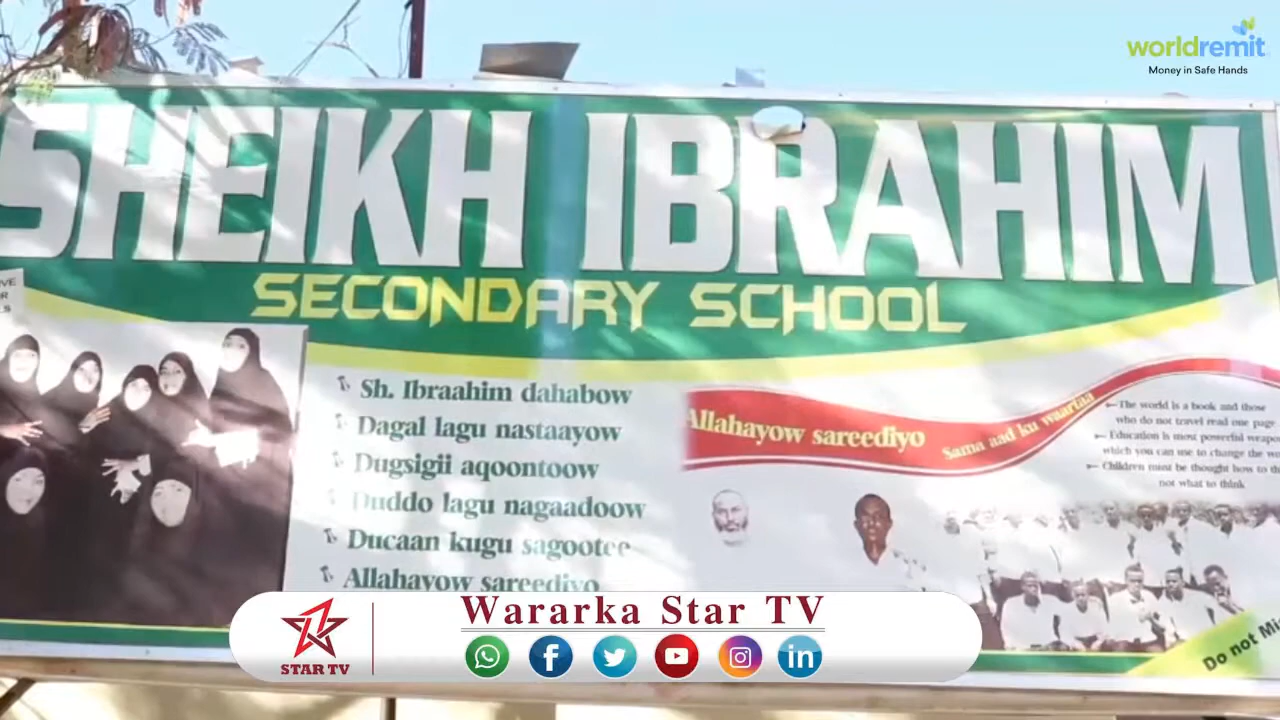 worldremit
Money in Safe Hands
SHEIKH IBRAHIM
SECONDARY SCHOOL
Sh. Ibraahim dahabow
Dagal lagu nastaayow
Dugsigii aqoontoow
Duddo lagu nagaadoow
Ducaan kugu sagootee
Allahayow sareediyo
Allahayow sareediyo
Sama aad ku waartaa
The world is a book and those
who do not travel read one page
Education is most powerful
which you can use to change the
Children must be thought how to
not what to think
Do not
Wararka Star TV
STAR TV